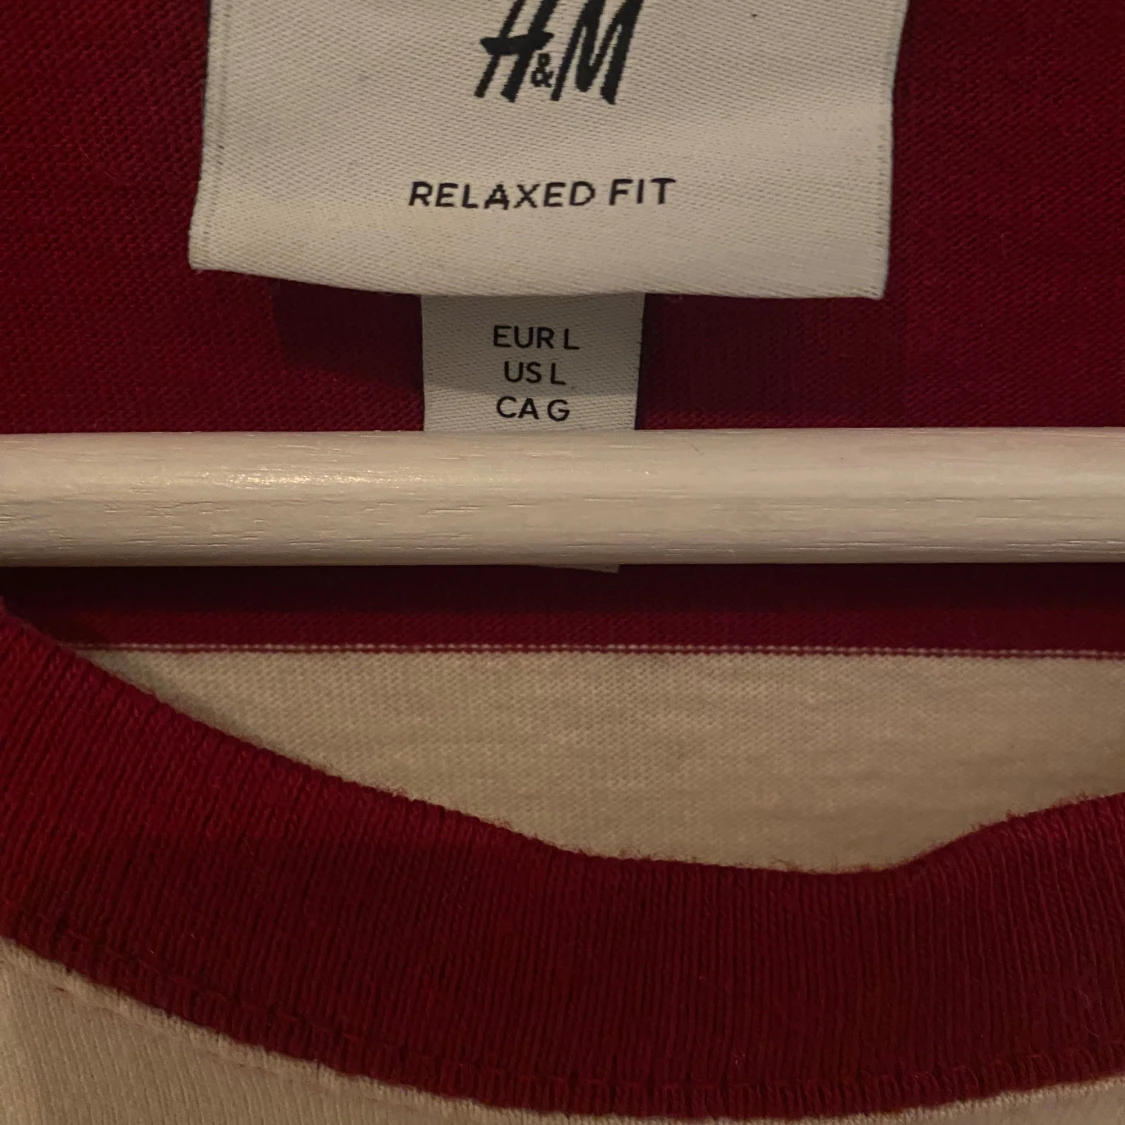 H&M
RELAXED FIT
EUR L
US L
CA G